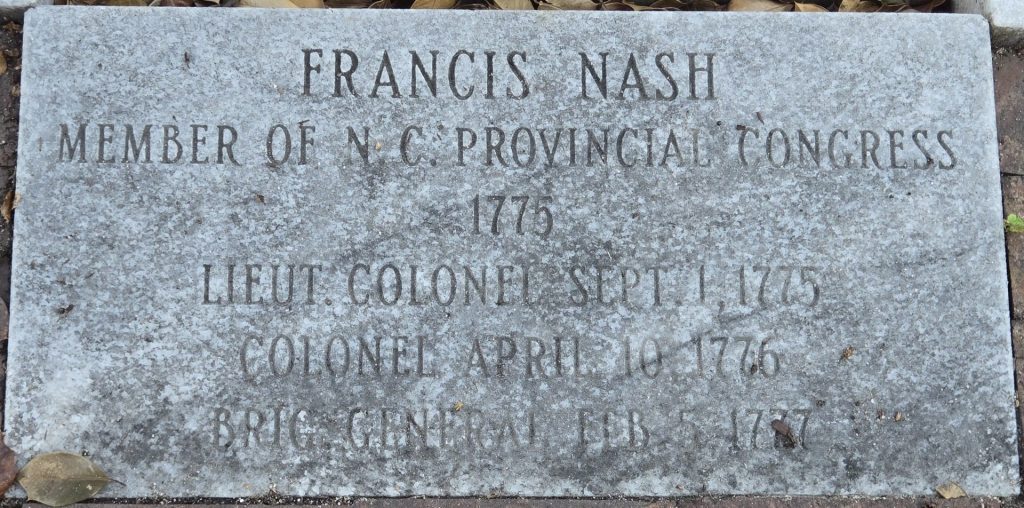 FRANCIS NASH
MEMBER OF N. C. PROVINCIAL CONGRESS
1775
LIEUT. COLONEL SEPT. 1, 1775
COLONEL APRIL 10 1776
BRIG. GENERAL FEB 5 1777